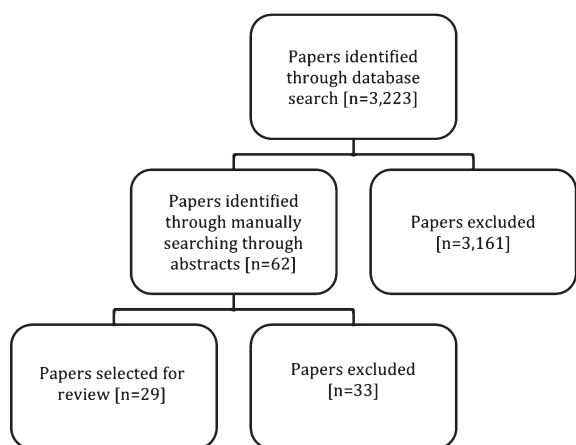 Papers identified
through database
search [n=3,223]
Papers identified
through manually
searching through
abstracts [n=62]
Papers excluded
[n=3,161]
Papers selected for
review [n=29]
Papers excluded
[n=33]